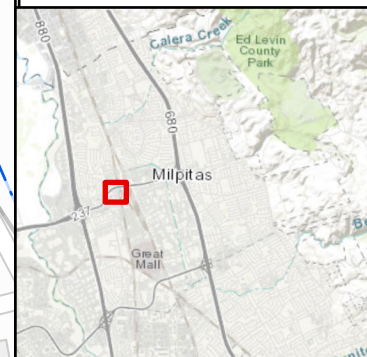 880
Calera Creek
Ed Levin
County
Park
680
Milpitas
237
Great
Mall